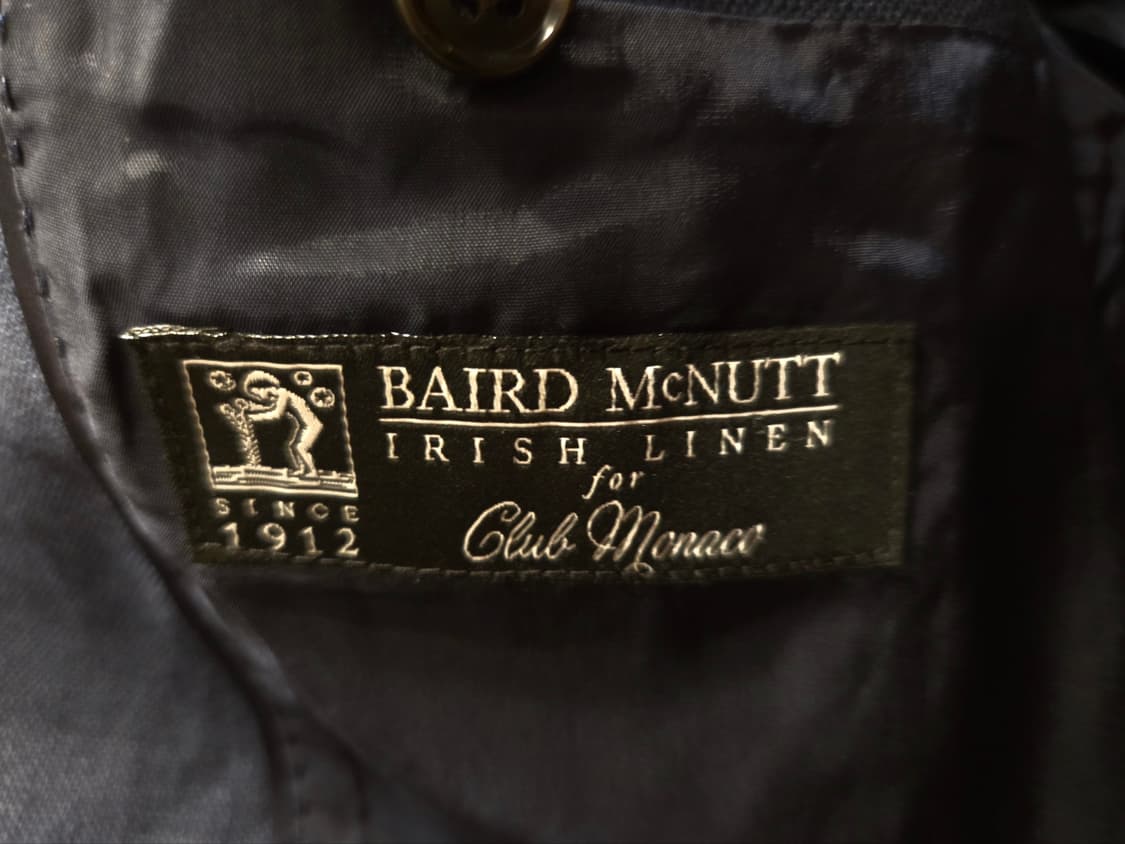 SINCE
1912
BAIRD McNUTT
IRISH LINEN
for
Club Monaco